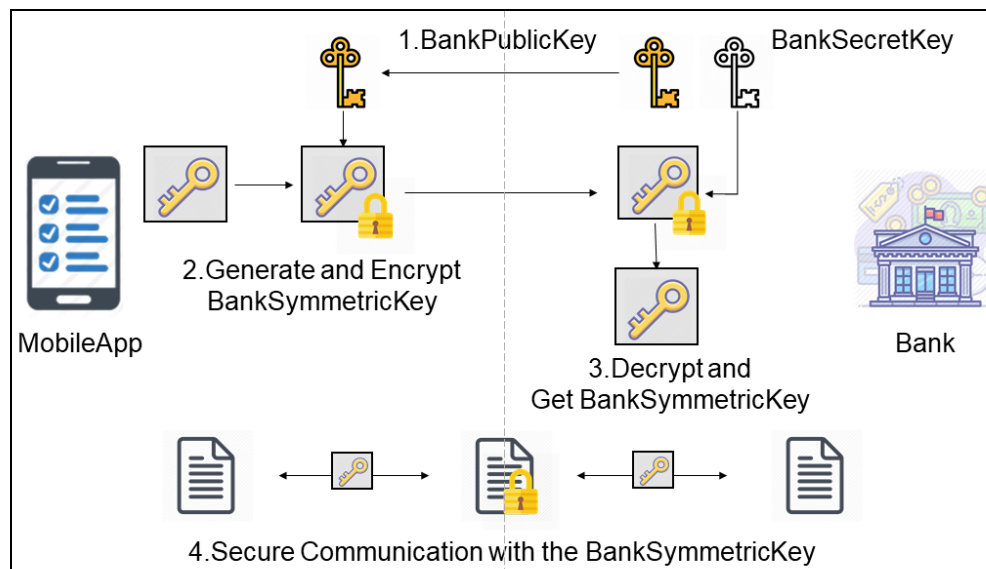 1.BankPublicKey
BankSecretKey
2.Generate and Encrypt
BankSymmetricKey
MobileApp
Bank
3.Decrypt and
Get BankSymmetricKey
4.Secure Communication with the BankSymmetricKey